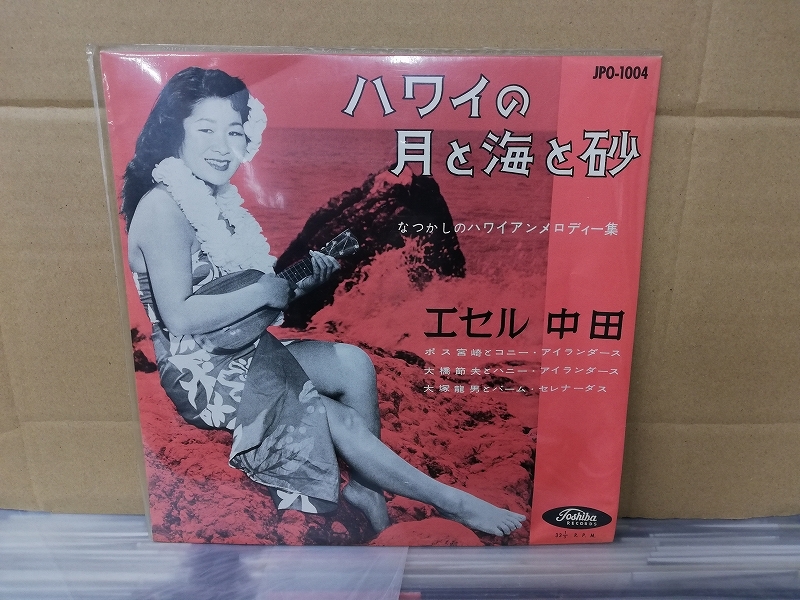 JPO-1004
ハワイの
月と海と砂
なつかしのハワイアンメロディー集
エセル 中田
ボス宮崎とコニー・アイランダース
大橋節夫とハニー・アイランダース
大塚龍男とパーム・セレナーダス
Toshiba
RECORDS
33⅓ R.P.M.